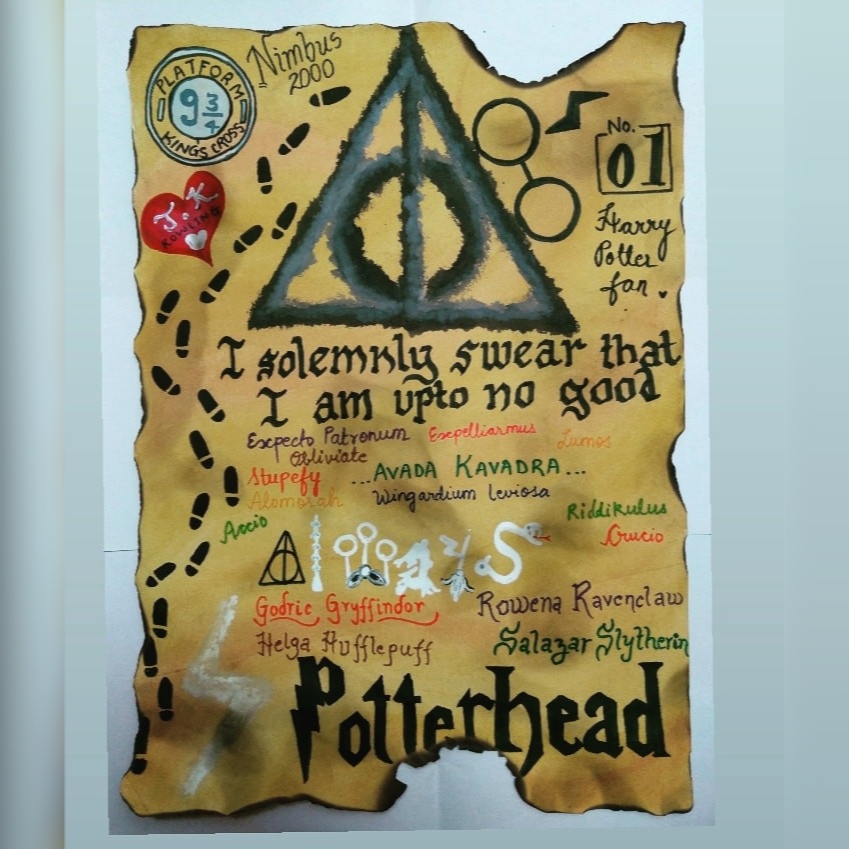 PLATFORM
9 3/4
KINGS CROSS
Nimbus
2000
J.K
ROWLING
No.
01
Harry
Potter
fan
I solemnly swear that
I am upto no good
Expecto Patronum Expelliarmus Lumos
Obliviate
Stupefy ...AVADA KAVADRA...
Alomorah Wingardium leviosa
Accio Riddikulus
Crucio
Always
Godric Gryffindor Rowena Ravenclaw
Helga Hufflepuff Salazar Slytherin
Potterhead